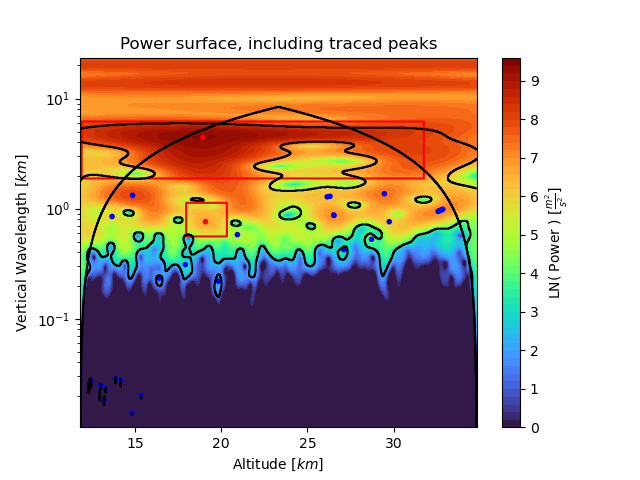 Power surface, including traced peaks
Vertical Wavelength [km]
10¹
10⁰
10⁻¹
15 20 25 30
Altitude [km]
9
8
7
6
5
4
3
2
1
0
LN( Power ) [m²/s²]